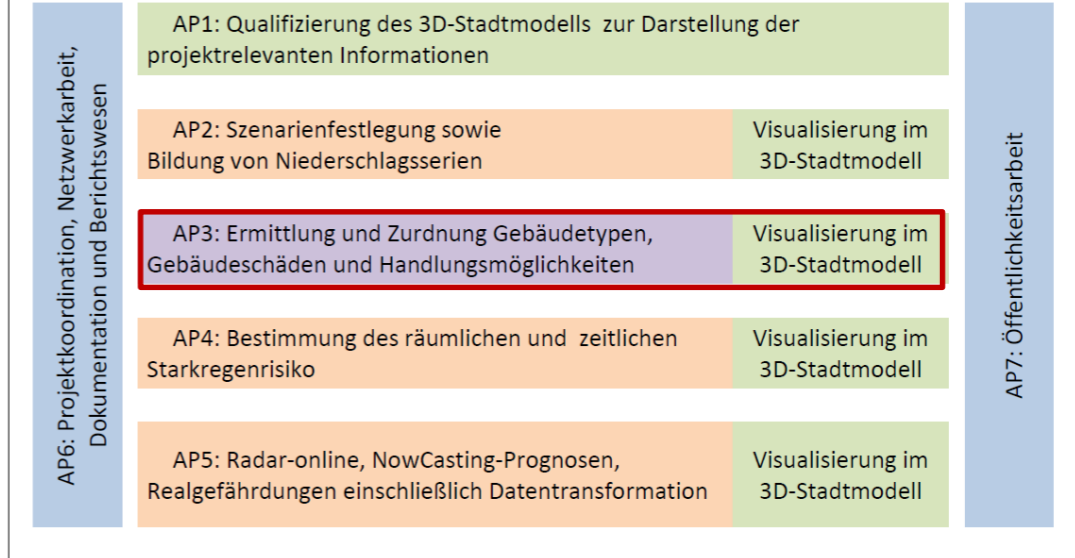 AP6: Projektkoordination, Netzwerkarbeit,
Dokumentation und Berichtswesen
AP1: Qualifizierung des 3D-Stadtmodells zur Darstellung der
projektrelevanten Informationen
AP2: Szenarienfestlegung sowie
Bildung von Niederschlagsserien
Visualisierung im
3D-Stadtmodell
AP3: Ermittlung und Zurdnung Gebäudetypen,
Gebäudeschäden und Handlungsmöglichkeiten
Visualisierung im
3D-Stadtmodell
AP4: Bestimmung des räumlichen und zeitlichen
Starkregenrisiko
Visualisierung im
3D-Stadtmodell
AP5: Radar-online, NowCasting-Prognosen,
Realgefährdungen einschließlich Datentransformation
Visualisierung im
3D-Stadtmodell
AP7: Öffentlichkeitsarbeit